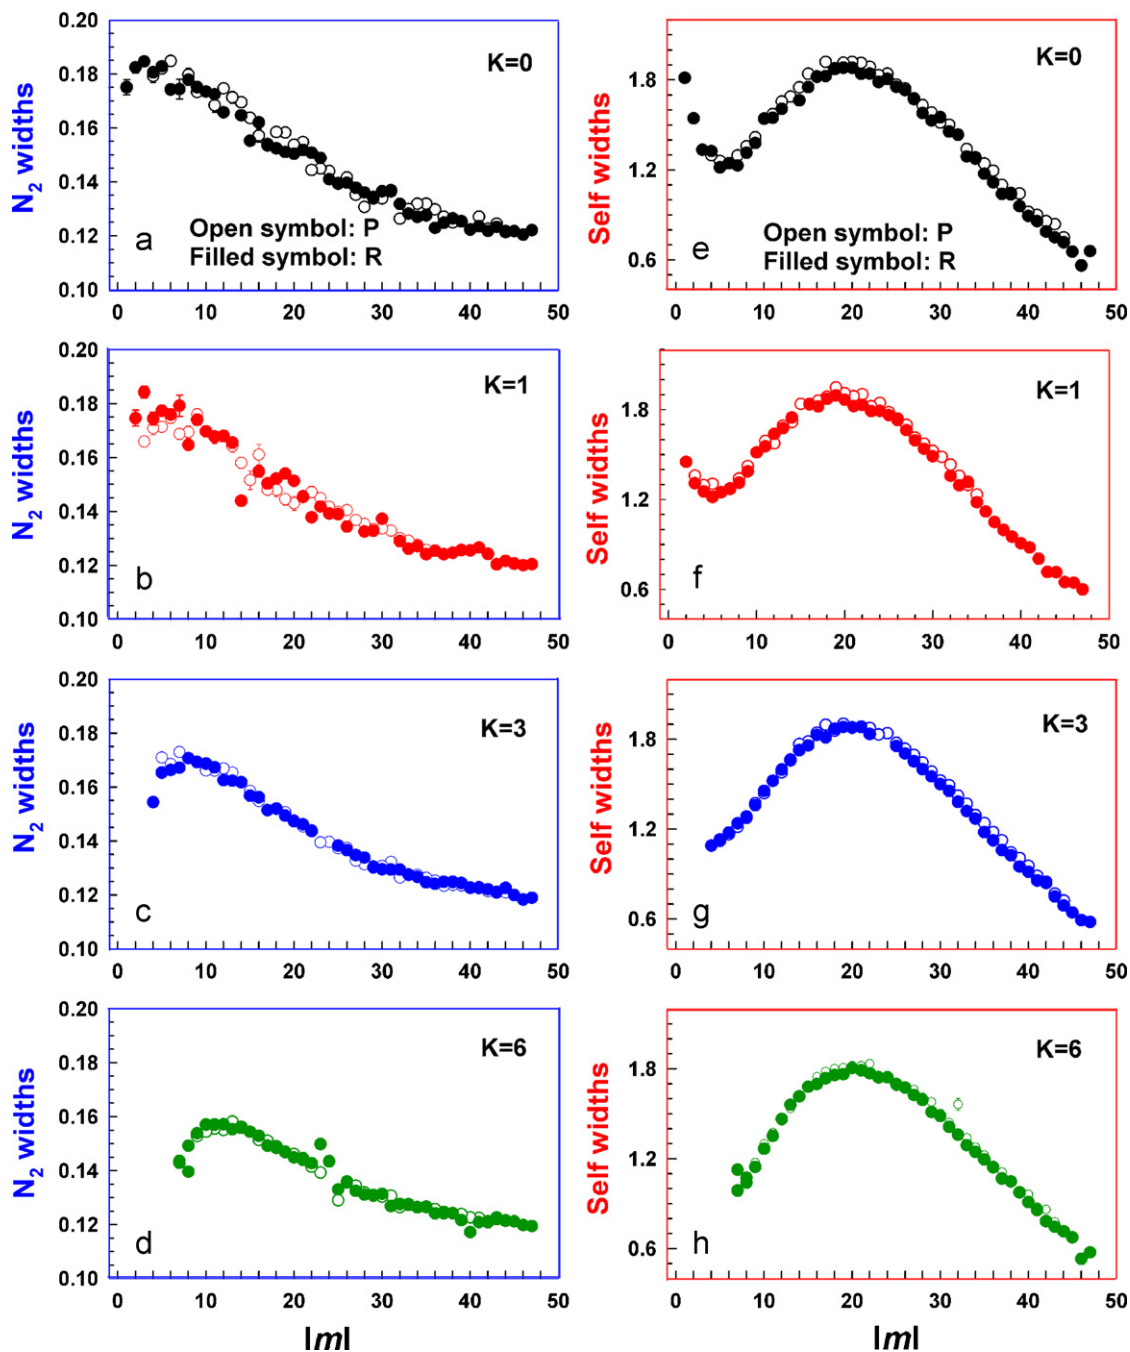 0.20
0.18
0.16
0.14
0.12
0.10
N2 widths
K=0
a
Open symbol: P
Filled symbol: R
0 10 20 30 40 50
1.8
1.2
0.6
Self widths
K=0
e
Open symbol: P
Filled symbol: R
0 10 20 30 40 50
0.20
0.18
0.16
0.14
0.12
0.10
N2 widths
K=1
b
0 10 20 30 40 50
1.8
1.2
0.6
Self widths
K=1
f
0 10 20 30 40 50
0.20
0.18
0.16
0.14
0.12
0.10
N2 widths
K=3
c
0 10 20 30 40 50
1.8
1.2
0.6
Self widths
K=3
g
0 10 20 30 40 50
0.20
0.18
0.16
0.14
0.12
0.10
N2 widths
K=6
d
0 10 20 30 40 50
|m|
1.8
1.2
0.6
Self widths
K=6
h
0 10 20 30 40 50
|m|